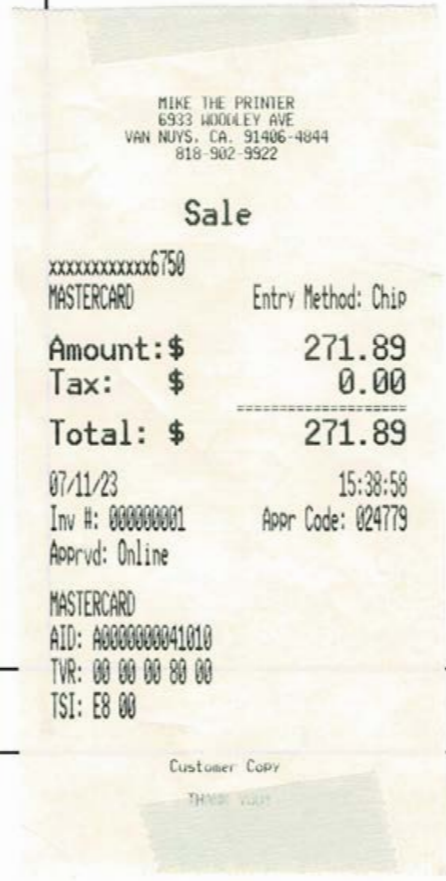 MIKE THE PRINTER
6933 WOODLEY AVE
VAN NUYS, CA. 91406-4844
818-902-9922
Sale
xxxxxxxxxxxx6750
MASTERCARD Entry Method: Chip
Amount:$ 271.89
Tax: $ 0.00
====================
Total: $ 271.89
07/11/23 15:38:58
Inv #: 000000001 Appr Code: 024779
Apprvd: Online
MASTERCARD
AID: A0000000041010
TVR: 00 00 00 80 00
TSI: E8 00
Customer Copy
THANK YOU!